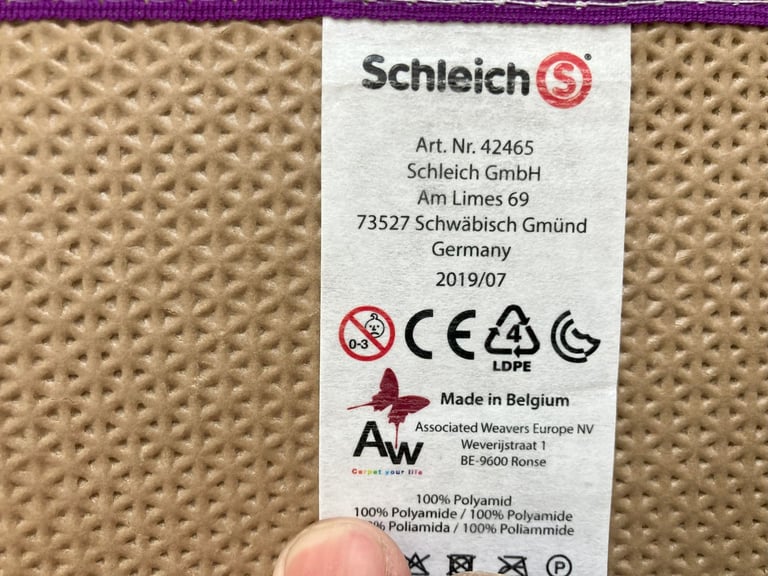 Schleich S®
Art. Nr. 42465
Schleich GmbH
Am Limes 69
73527 Schwäbisch Gmünd
Germany
2019/07
0-3
CE
4
LDPE
Made in Belgium
Associated Weavers Europe NV
Weverijstraat 1
BE-9600 Ronse
AW
Carpet your life
100% Polyamid
100% Polyamide / 100% Polyamide
% Poliamida / 100% Poliammide
P